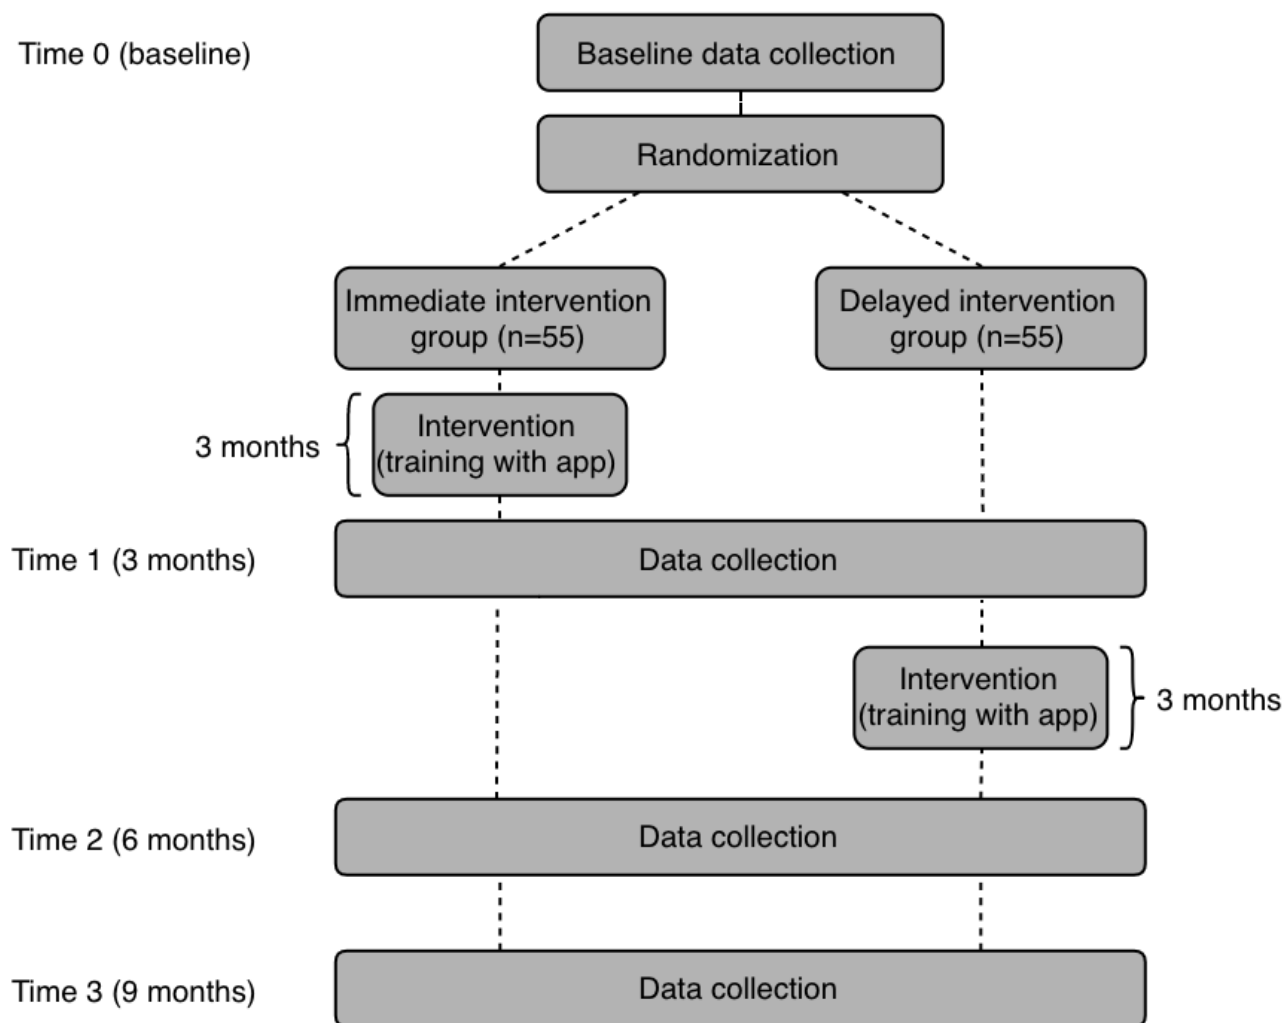 Time 0 (baseline)
Baseline data collection
Randomization
Immediate intervention
group (n=55)
Delayed intervention
group (n=55)
3 months
Intervention
(training with app)
Time 1 (3 months)
Data collection
Intervention
(training with app)
3 months
Time 2 (6 months)
Data collection
Time 3 (9 months)
Data collection